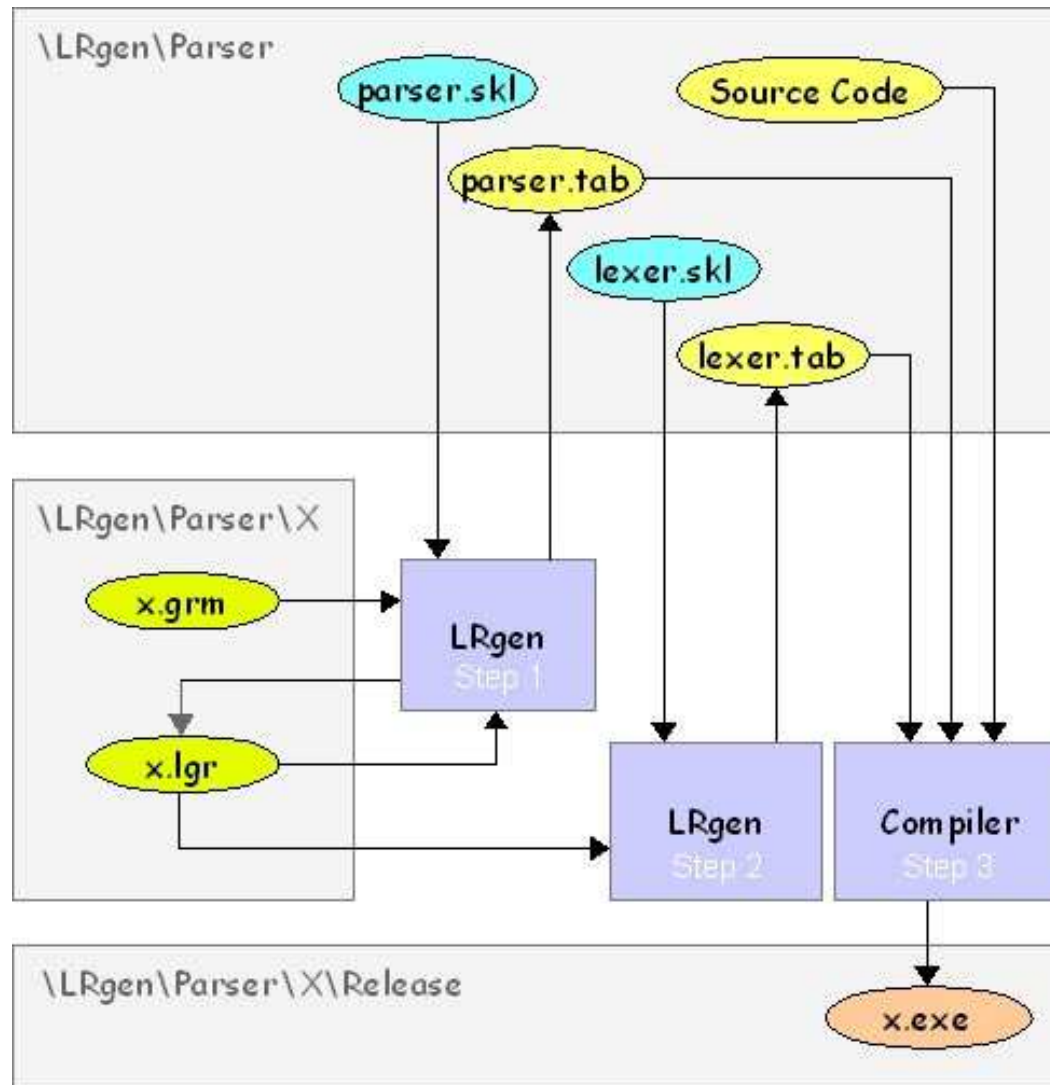 \LRgen\Parser
parser.skl
Source Code
parser.tab
lexer.skl
lexer.tab
\LRgen\Parser\X
x.grm
LRgen
Step 1
x.lgr
LRgen
Step 2
Compiler
Step 3
\LRgen\Parser\X\Release
x.exe